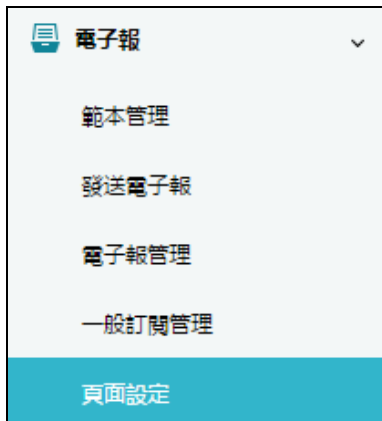 電子報
範本管理
發送電子報
電子報管理
一般訂閱管理
頁面設定